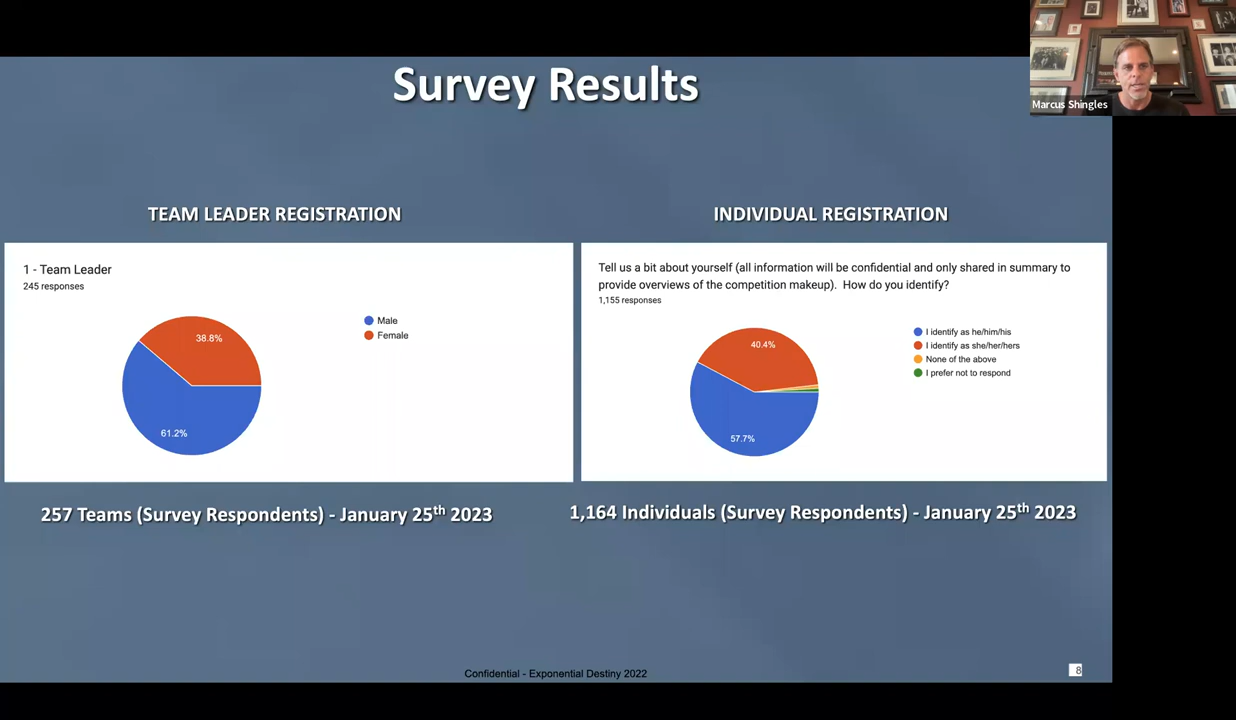 Survey Results
Marcus Shingles
TEAM LEADER REGISTRATION
1 - Team Leader
245 responses
38.8%
61.2%
Male
Female
257 Teams (Survey Respondents) - January 25th 2023
INDIVIDUAL REGISTRATION
Tell us a bit about yourself (all information will be confidential and only shared in summary to
provide overviews of the competition makeup).  How do you identify?
1,155 responses
40.4%
57.7%
I identify as he/him/his
I identify as she/her/hers
None of the above
I prefer not to respond
1,164 Individuals (Survey Respondents) - January 25th 2023
Confidential - Exponential Destiny 2022
8